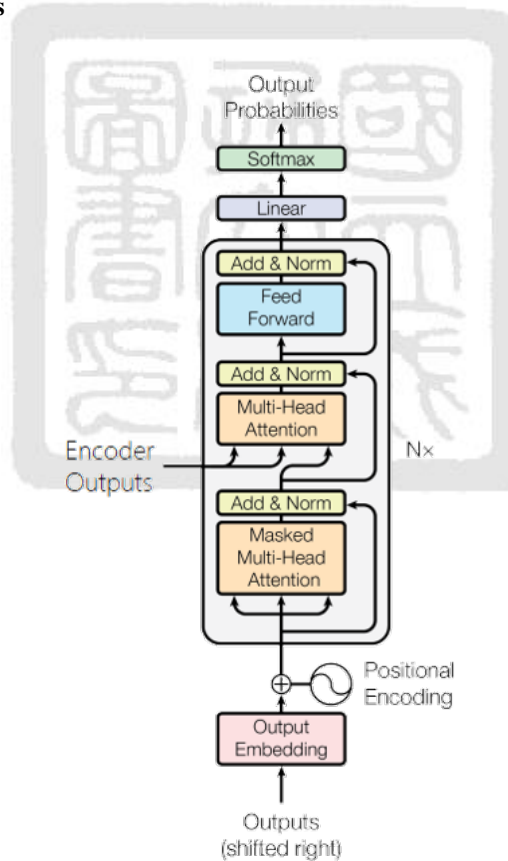 s
Output
Probabilities
Softmax
Linear
Add & Norm
Feed
Forward
Add & Norm
Multi-Head
Attention
Encoder
Outputs
N×
Add & Norm
Masked
Multi-Head
Attention
Positional
Encoding
Output
Embedding
Outputs
(shifted right)